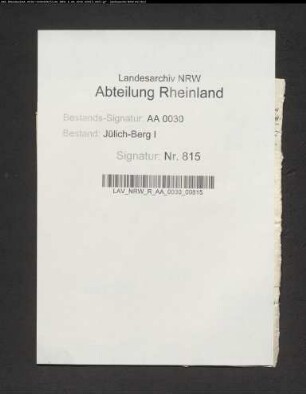 Landesarchiv NRW
Abteilung Rheinland
Bestands-Signatur: AA 0030
Bestand: Jülich-Berg I
Signatur: Nr. 815
LAV_NRW_R_AA_0030_00815